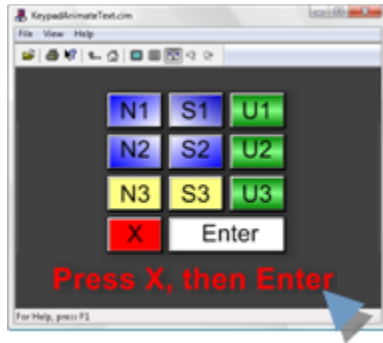 KeypadAnimateText.cim
File View Help
N1 S1 U1
N2 S2 U2
N3 S3 U3
X Enter
Press X, then Enter
For Help, press F1